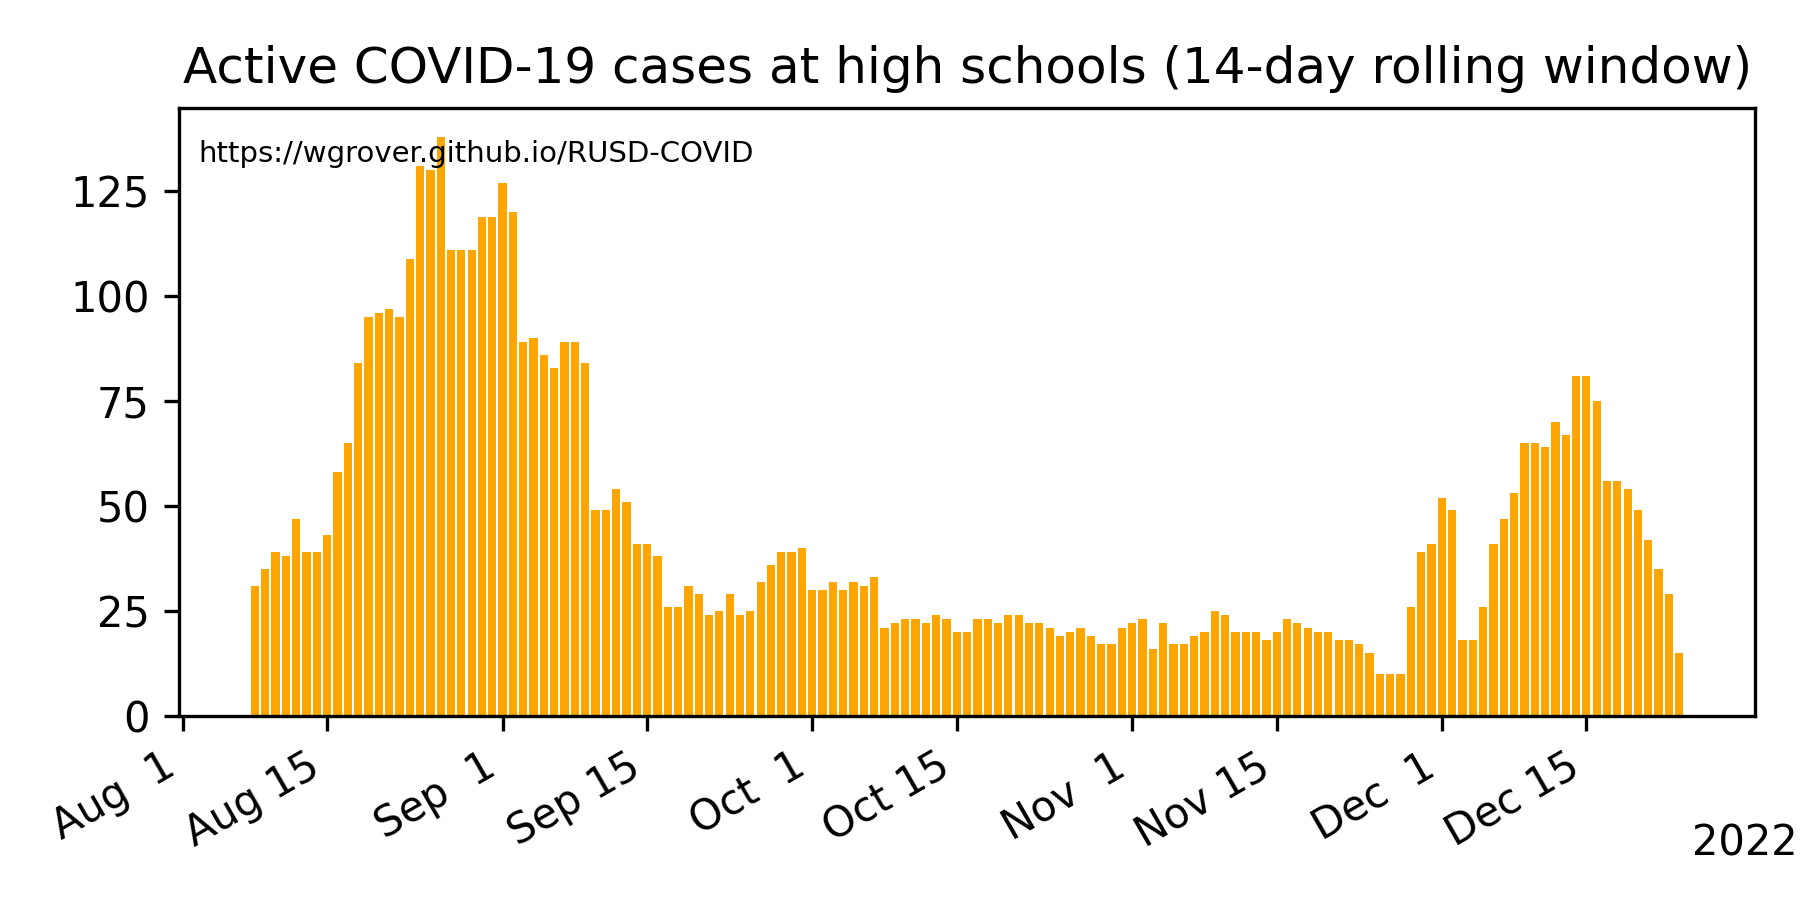 Active COVID-19 cases at high schools (14-day rolling window)
https://wgrover.github.io/RUSD-COVID
125
100
75
50
25
0
Aug 1
Aug 15
Sep 1
Sep 15
Oct 1
Oct 15
Nov 1
Nov 15
Dec 1
Dec 15
2022